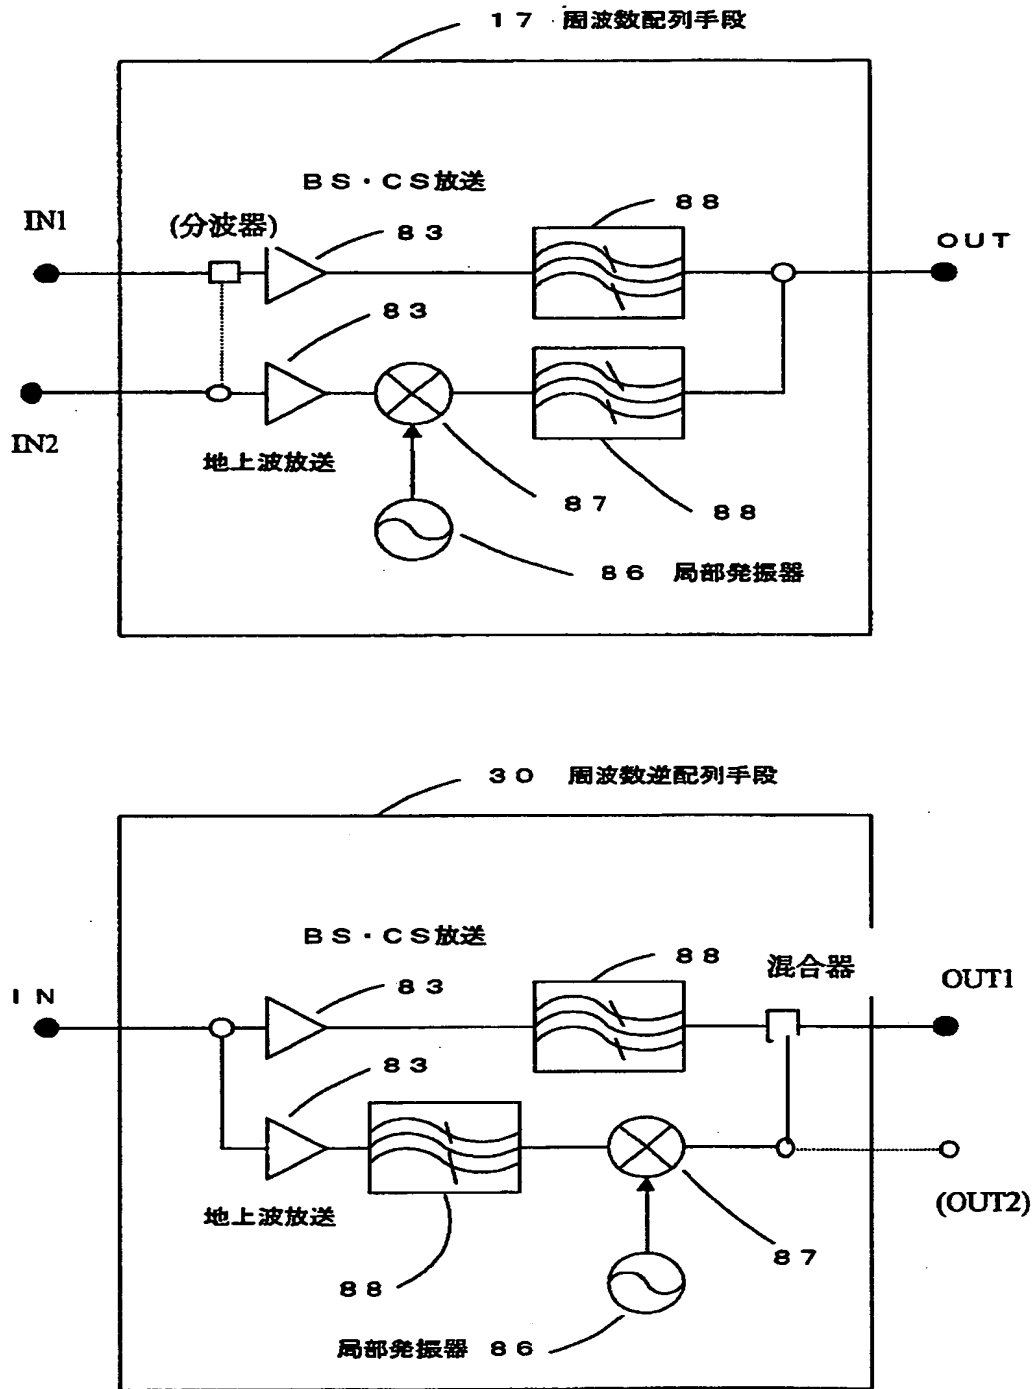 １７ 周波数配列手段
ＢＳ・ＣＳ放送
８８
IN1
(分波器)
８３
ＯＵＴ
８３
IN2
地上波放送
８７
８８
８６ 局部発振器
３０ 周波数逆配列手段
ＢＳ・ＣＳ放送
８８
混合器
ＩＮ
８３
OUT1
８３
地上波放送
(OUT2)
８７
８８
局部発振器 ８６